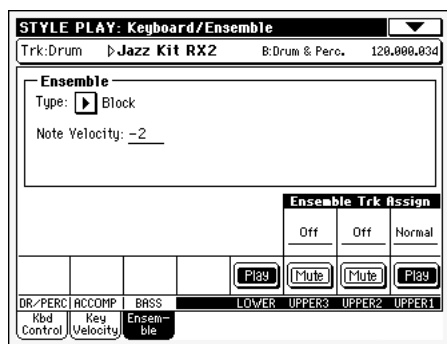 STYLE PLAY: Keyboard/Ensemble
Trk:Drum Jazz Kit RX2 B:Drum & Perc. 120.000.034
Ensemble
Type: Block
Note Velocity: -2
Ensemble Trk Assign
Off Off Normal
Play Mute Mute Play
DR/PERC ACCOMP BASS LOWER UPPER3 UPPER2 UPPER1
Kbd Control Key Velocity Ensem-ble